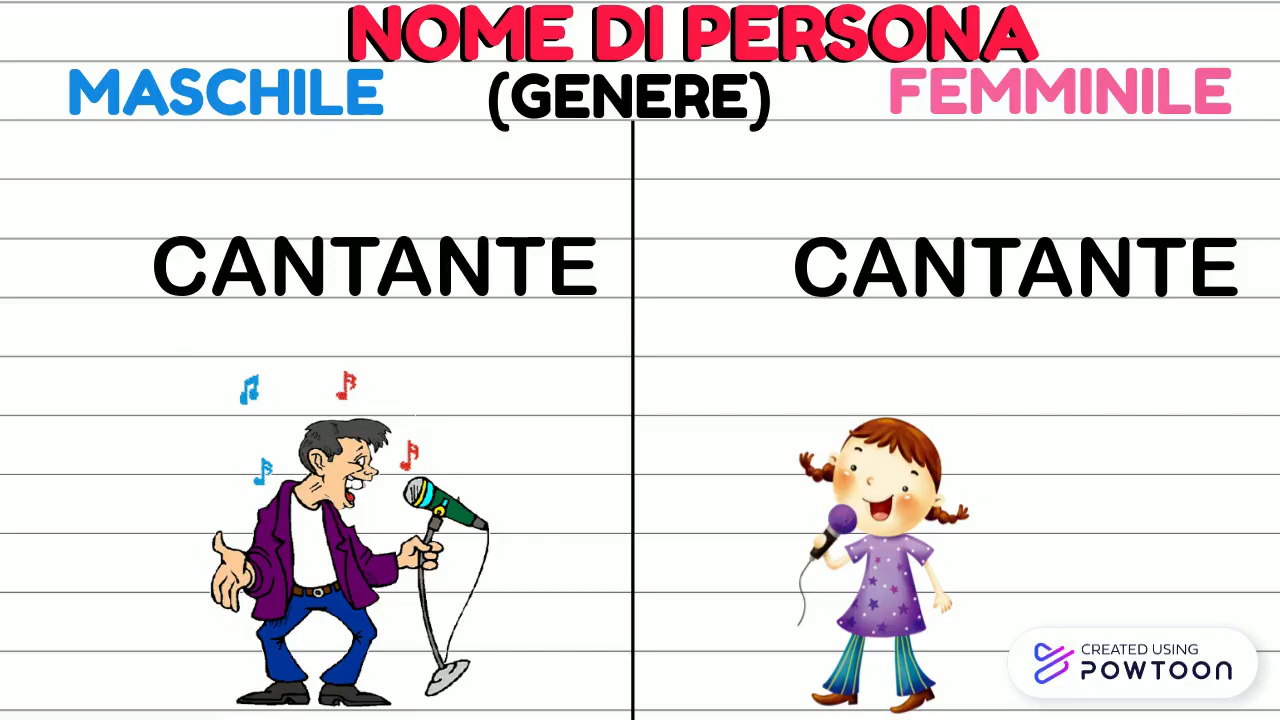 NOME DI PERSONA
MASCHILE
(GENERE)
FEMMINILE
CANTANTE
CANTANTE
CREATED USING
POWTOON